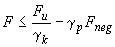 F ≤ F_u / γ_k − γ_p F_neg